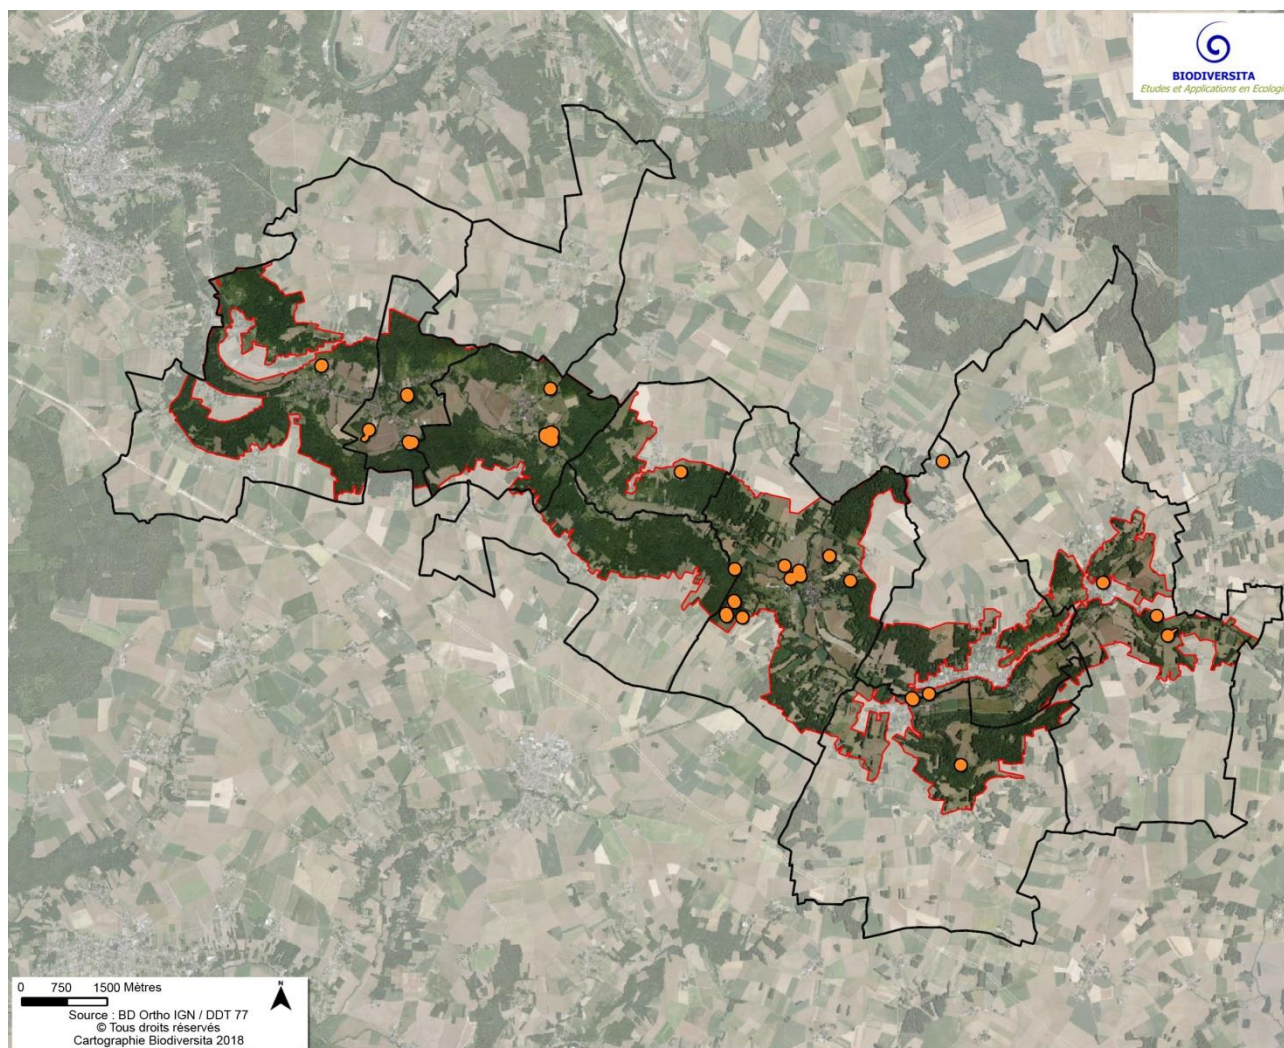 BIODIVERSITA
Etudes et Applications en Ecologi
0 750 1500 Mètres
N
Source : BD Ortho IGN / DDT 77
© Tous droits réservés
Cartographie Biodiversita 2018